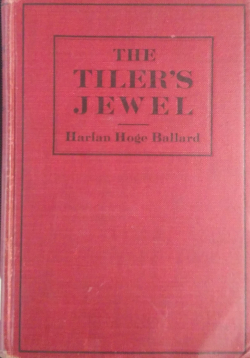 THE
TILER'S
JEWEL
Harlan Hoge Ballard